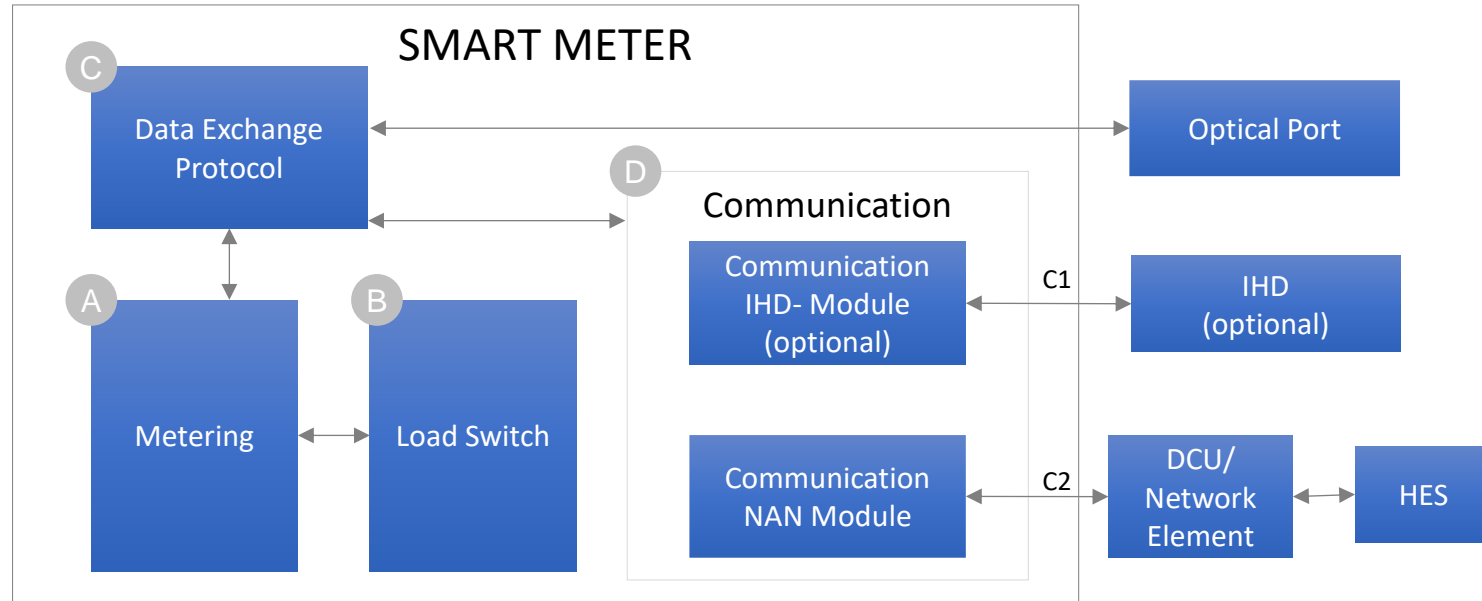 SMART METER
C
Data Exchange
Protocol
Optical Port
D
Communication
Communication
IHD- Module
(optional)
C1
IHD
(optional)
A
Metering
B
Load Switch
Communication
NAN Module
C2
DCU/
Network
Element
HES